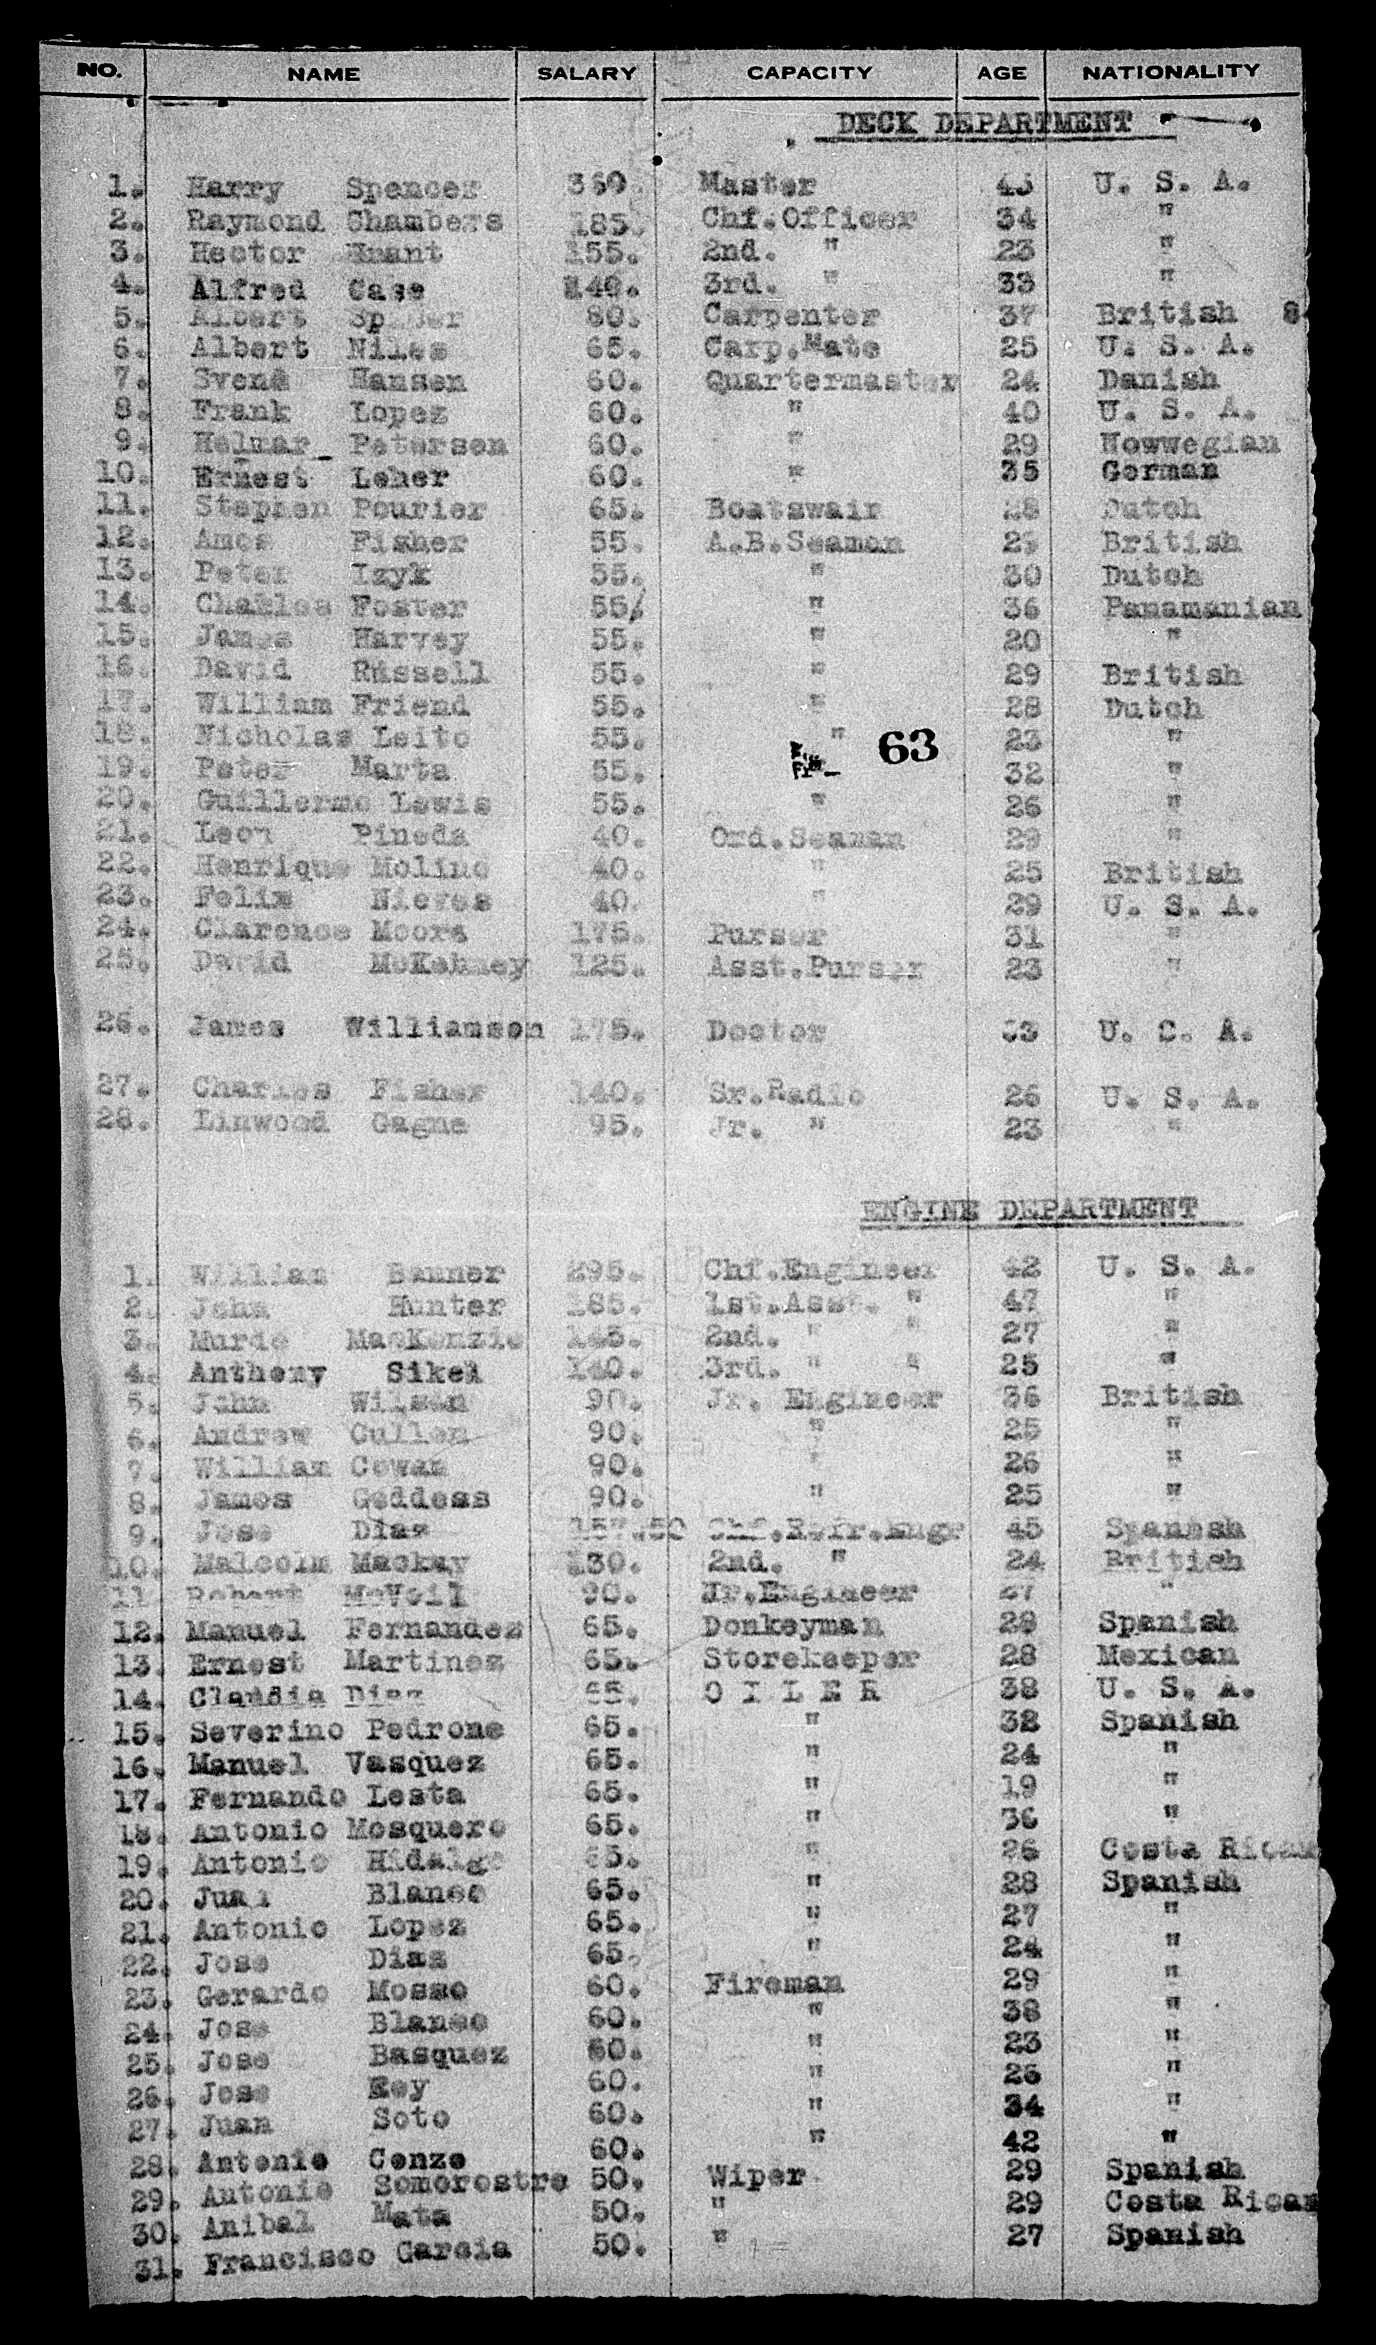 NO. NAME SALARY CAPACITY AGE NATIONALITY
DECK DEPARTMENT
1. Harry Spencer 360. Master 43 U. S. A.
2. Raymond Chambers 185. Chf.Officer 34 "
3. Hector Grant 155. 2nd. " 23 "
4. Alfred Case 140. 3rd. " 33 "
5. Albert 80. Carpenter 37 British
6. Albert Niles 65. Carp.Mate 25 U. S. A.
7. Svend Hansen 60. Quartermaster 24 Danish
8. Frank Lopez 60. " 40 U. S. A.
9. Helmar Petersen 60. " 29 Nowwegian
10. Ernest Leher 60. " 35 German
11. Stephen Pourier 65. Boatswain 28 Dutch
12. Amos Fisher 55. A.B.Seaman 29 British
13. Peter Izyk 55. " 30 Dutch
14. Charles Foster 55/ " 36 Panamanian
15. James Harvey 55. " 20 "
16. David Russell 55. " 29 British
17. William Friend 55. " 28 Dutch
18. Nicholas Leito 55. " 63 23 "
19. Peter Marta 55. 32 "
20. Guillermo Lewis 55. " 26 "
21. Leon Pineda 40. Ord.Seaman 29 "
22. Henrique Molino 40. " 25 British
23. Felix Nieves 40. " 29 U. S. A.
24. Clarence Moore 175. Purser 31 "
25. David McKenney 125. Asst.Purser 23 "
26. James Williamson 175. Doctor 33 U. S. A.
27. Charles Fisher 140. Sr.Radio 26 U. S. A.
28. Linwood Gagne 95. Jr. " 23 "
ENGINE DEPARTMENT
1. William Banner 295. Chf.Engineer 42 U. S. A.
2. John Hunter 185. 1st.Asst. " 47 "
3. Murdo MacKenzie 145. 2nd. " " 27 "
4. Anthony Sikea 140. 3rd. " " 25 "
5. John Wilson 90. Jr. Engineer 36 British
6. Andrew Cullen 90. " 25 "
7. William Cowan 90. " 26 "
8. James Geddess 90. " 25 "
9. Jose Diaz 157.50 Chf.Refr.Engr 45 Spanish
10. Malcolm Mackay 130. 2nd. " 24 British
11. Robert McVeil 90. Jr.Engineer 27 "
12. Manuel Fernandez 65. Donkeyman 28 Spanish
13. Ernest Martinez 65. Storekeeper 28 Mexican
14. Claudia Diaz 65. O I L E R 38 U. S. A.
15. Severino Pedrone 65. " 32 Spanish
16. Manuel Vasquez 65. " 24 "
17. Fernando Lesta 65. " 19 "
18. Antonio Mosquero 65. " 36 "
19. Antonio Hidalgo 65. " 26 Costa Rican
20. Juan Blanco 65. " 28 Spanish
21. Antonio Lopez 65. " 27 "
22. Jose Diaz 65. " 24 "
23. Gerardo Mosso 60. Fireman 29 "
24. Jose Blanco 60. " 38 "
25. Jose Basquez 60. " 23 "
26. Jose Rey 60. " 26 "
27. Juan Soto 60. " 34 "
28. Antonio Conzo 60. " 42 "
29. Antonio Somorostro 50. Wiper 29 Spanish
30. Anibal Mata 50. " 29 Costa Rican
31. Francisco Garcia 50. " 27 Spanish